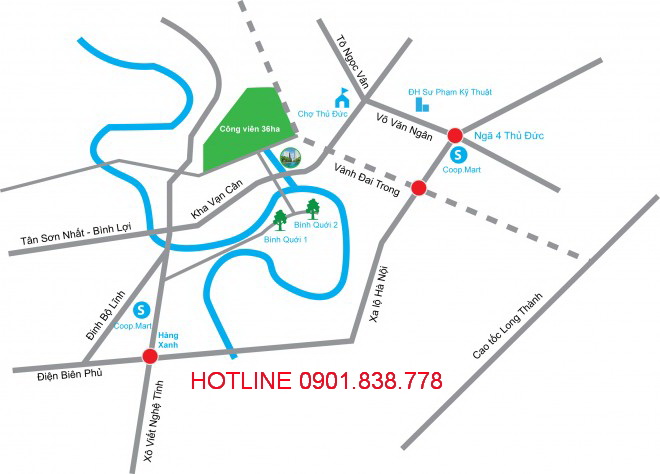 Tô Ngọc Vân
ĐH Sư Phạm Kỹ Thuật
Chợ Thủ Đức
Võ Văn Ngân
Công viên 36ha
Ngã 4 Thủ Đức
S
Coop.Mart
Vành Đai Trong
Kha Vạn Cân
Tân Sơn Nhất - Bình Lợi
Bình Quới 2
Bình Quới 1
Đinh Bộ Lĩnh
S
Coop.Mart
Xa lộ Hà Nội
Cao tốc Long Thành
Hàng
Xanh
Điện Biên Phủ
HOTLINE 0901.838.778
Xô Viết Nghệ Tĩnh